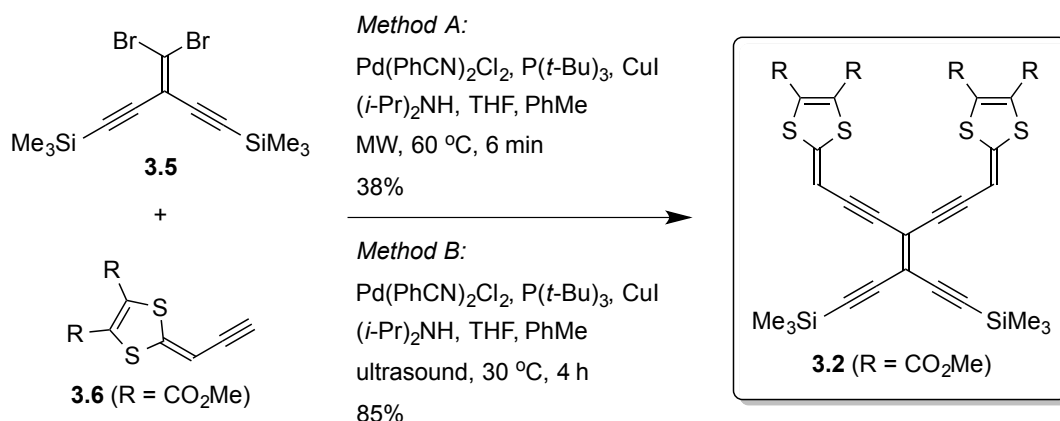 Br Br
Me3Si SiMe3
3.5
+
R
R
S
S
3.6 (R = CO2Me)
Method A:
Pd(PhCN)2Cl2, P(t-Bu)3, CuI
(i-Pr)2NH, THF, PhMe
MW, 60 °C, 6 min
38%
Method B:
Pd(PhCN)2Cl2, P(t-Bu)3, CuI
(i-Pr)2NH, THF, PhMe
ultrasound, 30 °C, 4 h
85%
R R R R
S S S S
Me3Si SiMe3
3.2 (R = CO2Me)